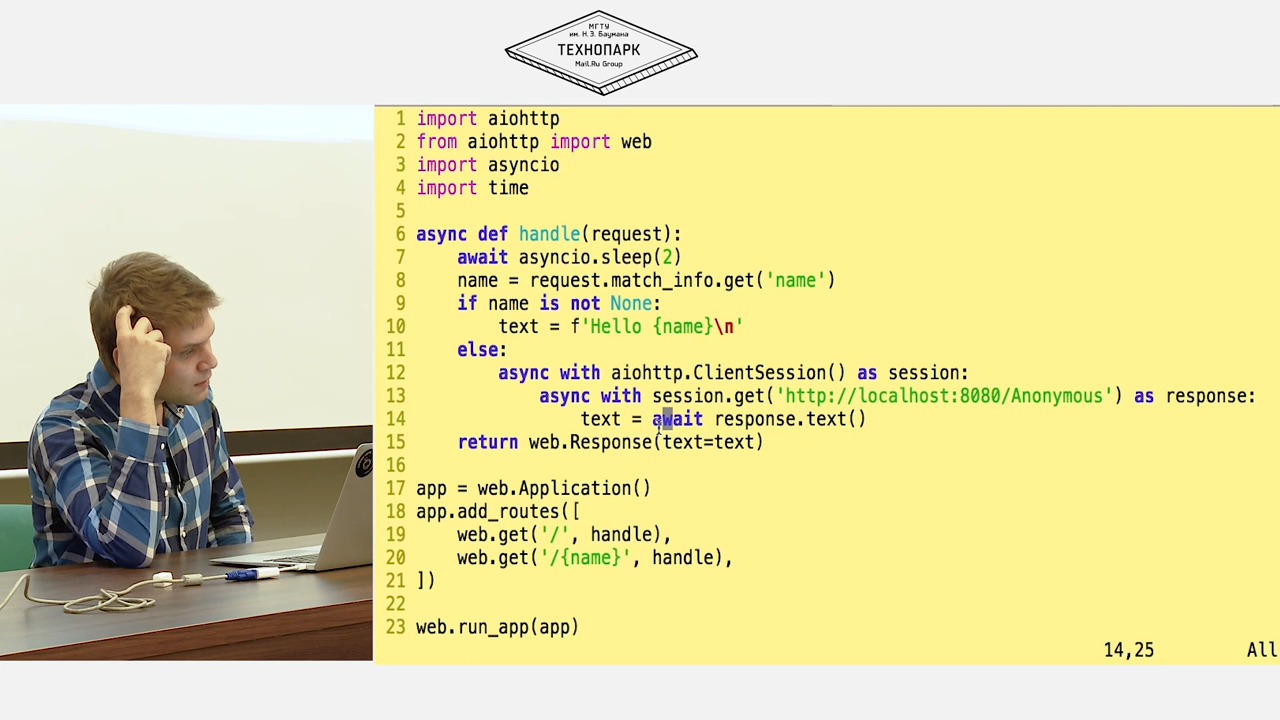 МГТУ
им. Н.Э. Баумана
ТЕХНОПАРК
Mail.Ru Group
1 import aiohttp
2 from aiohttp import web
3 import asyncio
4 import time
5
6 async def handle(request):
7     await asyncio.sleep(2)
8     name = request.match_info.get('name')
9     if name is not None:
10         text = f'Hello {name}\n'
11     else:
12         async with aiohttp.ClientSession() as session:
13             async with session.get('http://localhost:8080/Anonymous') as response:
14                 text = await response.text()
15     return web.Response(text=text)
16
17 app = web.Application()
18 app.add_routes([
19     web.get('/', handle),
20     web.get('/{name}', handle),
21 ])
22
23 web.run_app(app)
14,25 All